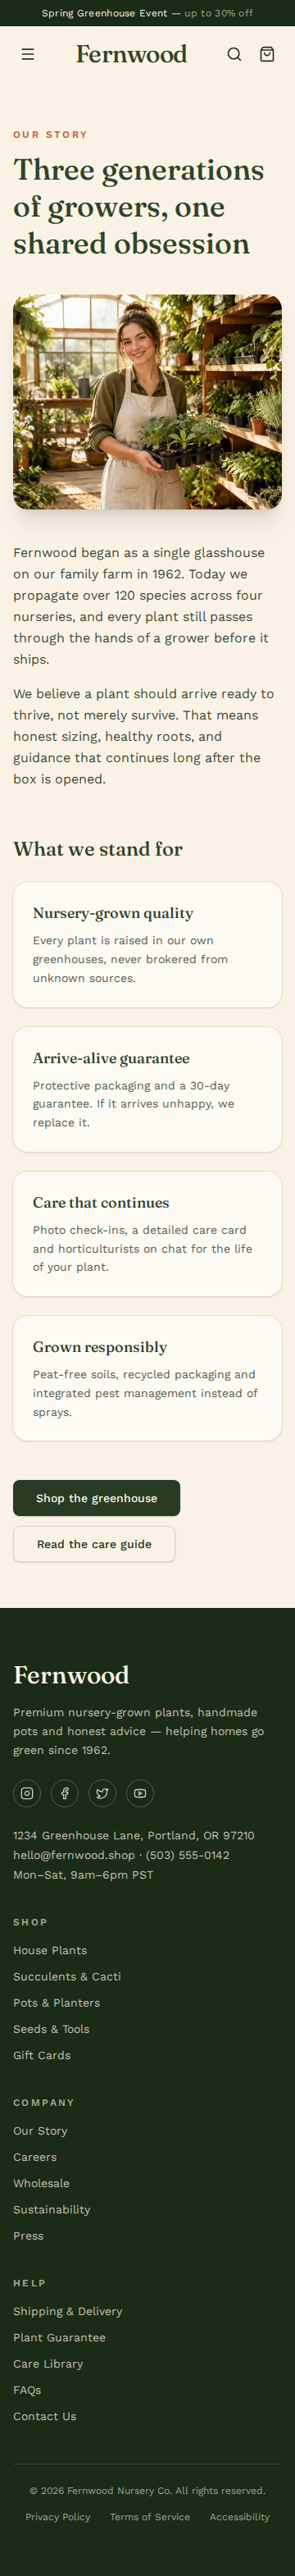 Spring Greenhouse Event — up to 30% off
Fernwood
OUR STORY
Three generations
of growers, one
shared obsession
Fernwood began as a single glasshouse
on our family farm in 1962. Today we
propagate over 120 species across four
nurseries, and every plant still passes
through the hands of a grower before it
ships.
We believe a plant should arrive ready to
thrive, not merely survive. That means
honest sizing, healthy roots, and
guidance that continues long after the
box is opened.
What we stand for
Nursery-grown quality
Every plant is raised in our own
greenhouses, never brokered from
unknown sources.
Arrive-alive guarantee
Protective packaging and a 30-day
guarantee. If it arrives unhappy, we
replace it.
Care that continues
Photo check-ins, a detailed care card
and horticulturists on chat for the life
of your plant.
Grown responsibly
Peat-free soils, recycled packaging and
integrated pest management instead of
sprays.
Shop the greenhouse
Read the care guide
Fernwood
Premium nursery-grown plants, handmade
pots and honest advice — helping homes go
green since 1962.
1234 Greenhouse Lane, Portland, OR 97210
hello@fernwood.shop · (503) 555-0142
Mon–Sat, 9am–6pm PST
SHOP
House Plants
Succulents & Cacti
Pots & Planters
Seeds & Tools
Gift Cards
COMPANY
Our Story
Careers
Wholesale
Sustainability
Press
HELP
Shipping & Delivery
Plant Guarantee
Care Library
FAQs
Contact Us
© 2026 Fernwood Nursery Co. All rights reserved.
Privacy Policy Terms of Service Accessibility